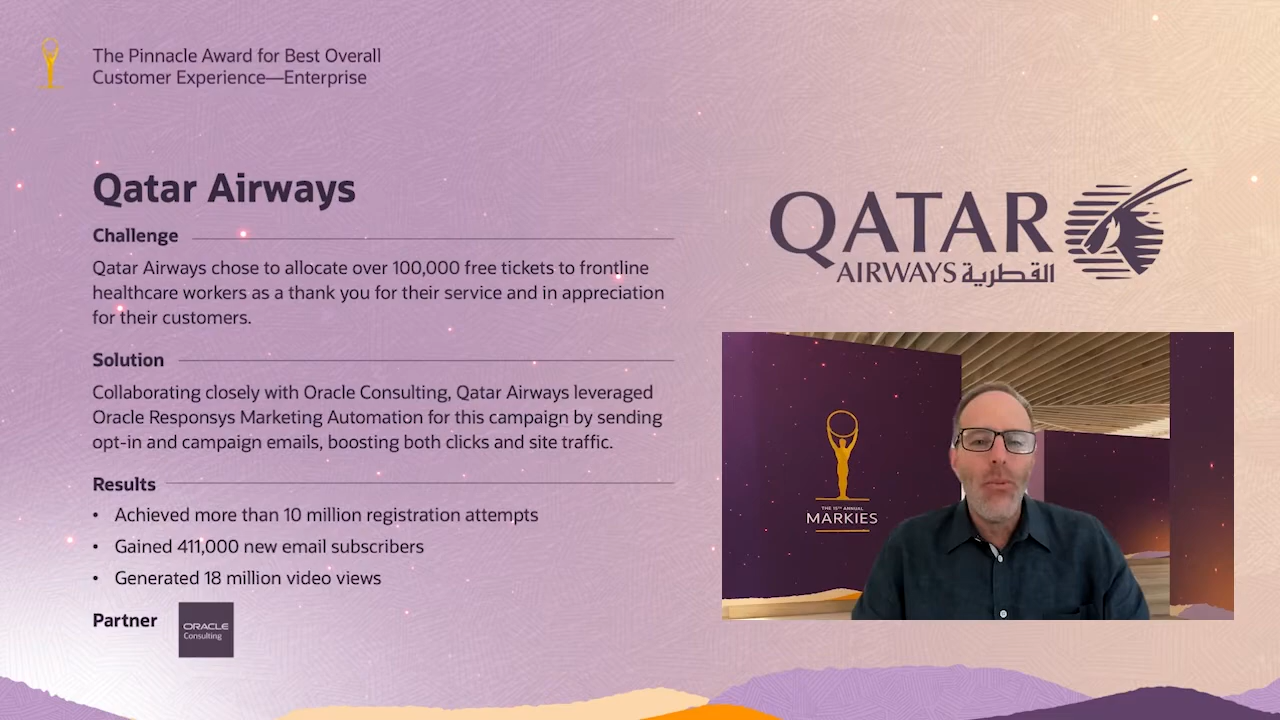 The Pinnacle Award for Best Overall
Customer Experience—Enterprise
Qatar Airways
Challenge
Qatar Airways chose to allocate over 100,000 free tickets to frontline
healthcare workers as a thank you for their service and in appreciation
for their customers.
Solution
Collaborating closely with Oracle Consulting, Qatar Airways leveraged
Oracle Responsys Marketing Automation for this campaign by sending
opt-in and campaign emails, boosting both clicks and site traffic.
Results
• Achieved more than 10 million registration attempts
• Gained 411,000 new email subscribers
• Generated 18 million video views
Partner
ORACLE
Consulting
QATAR
AIRWAYS القطرية
THE 15TH ANNUAL
MARKIES